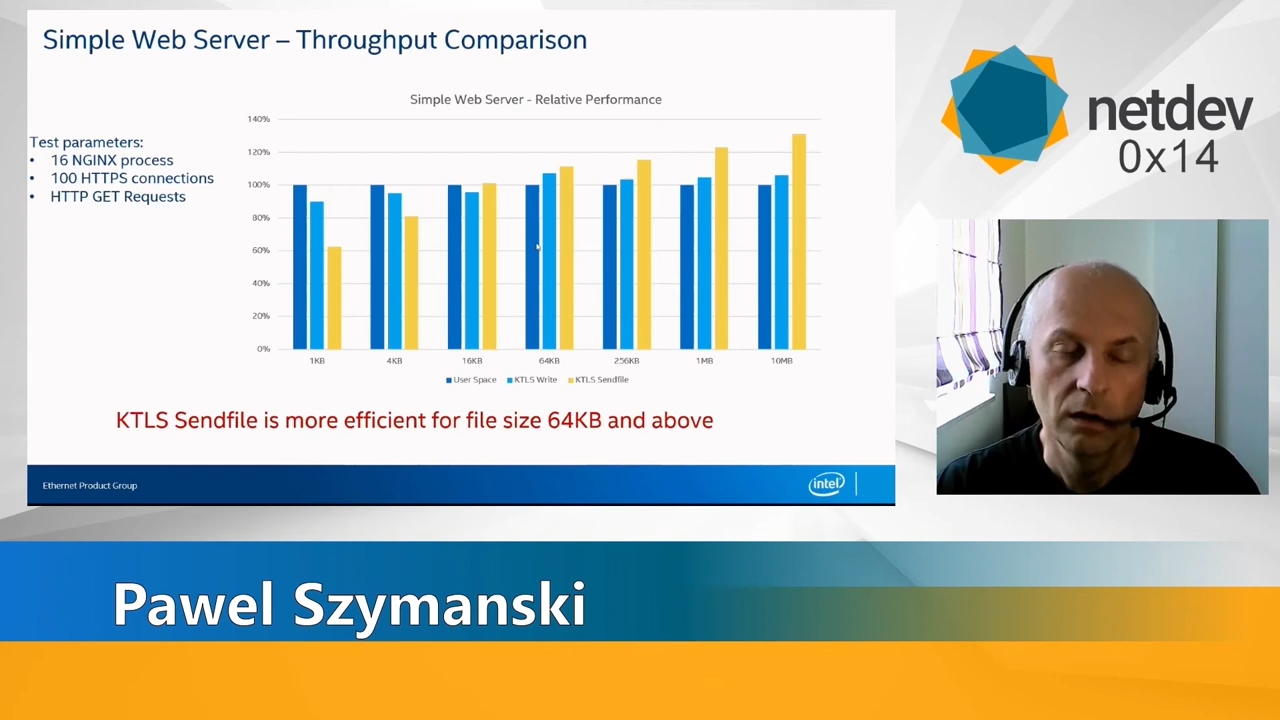 Simple Web Server – Throughput Comparison
Simple Web Server - Relative Performance
Test parameters:
• 16 NGINX process
• 100 HTTPS connections
• HTTP GET Requests
140%
120%
100%
80%
60%
40%
20%
0%
1KB 4KB 16KB 64KB 256KB 1MB 10MB
User Space KTLS Write KTLS Sendfile
KTLS Sendfile is more efficient for file size 64KB and above
Ethernet Product Group
intel
netdev
0x14
Pawel Szymanski